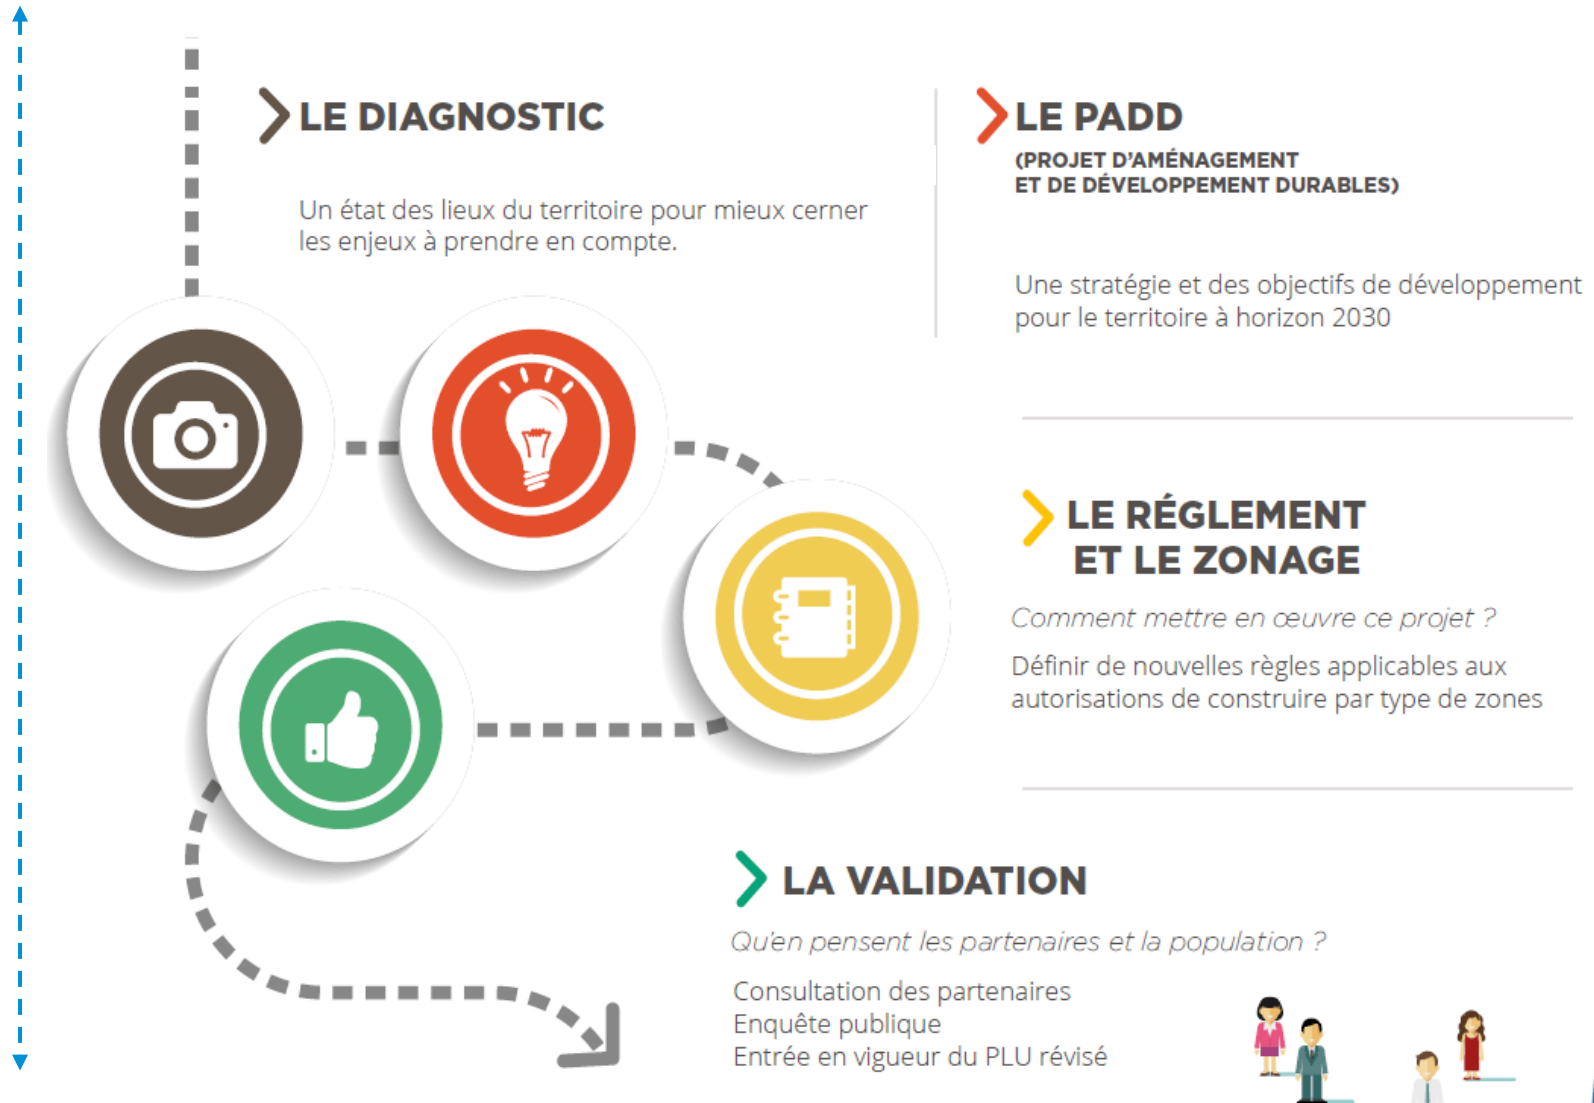 LE DIAGNOSTIC
Un état des lieux du territoire pour mieux cerner
les enjeux à prendre en compte.
LE PADD
(PROJET D'AMÉNAGEMENT
ET DE DÉVELOPPEMENT DURABLES)
Une stratégie et des objectifs de développement
pour le territoire à horizon 2030
LE RÉGLEMENT
ET LE ZONAGE
Comment mettre en œuvre ce projet ?
Définir de nouvelles règles applicables aux
autorisations de construire par type de zones
LA VALIDATION
Qu'en pensent les partenaires et la population ?
Consultation des partenaires
Enquête publique
Entrée en vigueur du PLU révisé